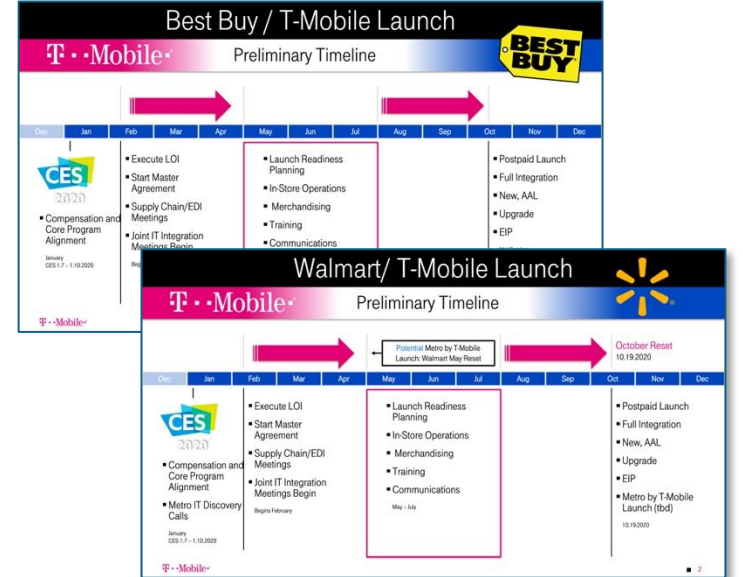 Best Buy / T-Mobile Launch
T··Mobile·
Preliminary Timeline
BEST
BUY
Dec Jan Feb Mar Apr May Jun Jul Aug Sep Oct Nov Dec
CES
2020
▪ Compensation and
Core Program
Alignment
January
CES 1.7 – 1.10.2020
▪ Execute LOI
▪ Start Master
Agreement
▪ Supply Chain/EDI
Meetings
▪ Joint IT Integration
Meetings Begin
▪ Launch Readiness
Planning
▪ In-Store Operations
▪ Merchandising
▪ Training
▪ Communications
▪ Postpaid Launch
▪ Full Integration
▪ New, AAL
▪ Upgrade
▪ EIP
T··Mobile·
Walmart/ T-Mobile Launch
T··Mobile·
Preliminary Timeline
Potential Metro by T-Mobile
Launch: Walmart May Reset
October Reset
10.19.2020
Dec Jan Feb Mar Apr May Jun Jul Aug Sep Oct Nov Dec
CES
2020
▪ Compensation and
Core Program
Alignment
▪ Metro IT Discovery
Calls
January
CES 1.7 – 1.10.2020
▪ Execute LOI
▪ Start Master
Agreement
▪ Supply Chain/EDI
Meetings
▪ Joint IT Integration
Meetings Begin
Begins February
▪ Launch Readiness
Planning
▪ In-Store Operations
▪ Merchandising
▪ Training
▪ Communications
May – July
▪ Postpaid Launch
▪ Full Integration
▪ New, AAL
▪ Upgrade
▪ EIP
▪ Metro by T-Mobile
Launch (tbd)
10.19.2020
T··Mobile·
▪ 2